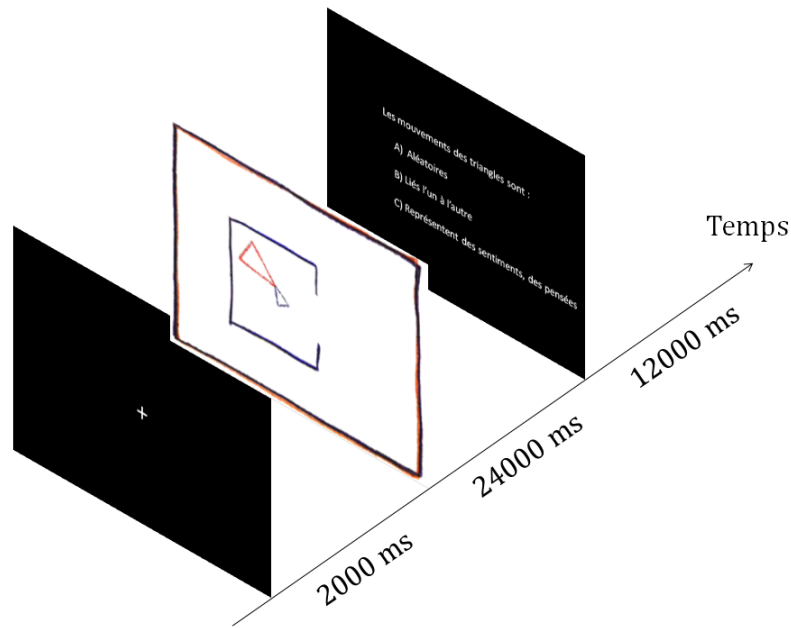 Les mouvements des triangles sont :
A) Aléatoires
B) Liés l'un à l'autre
C) Représentent des sentiments, des pensées
Temps
12000 ms
24000 ms
2000 ms